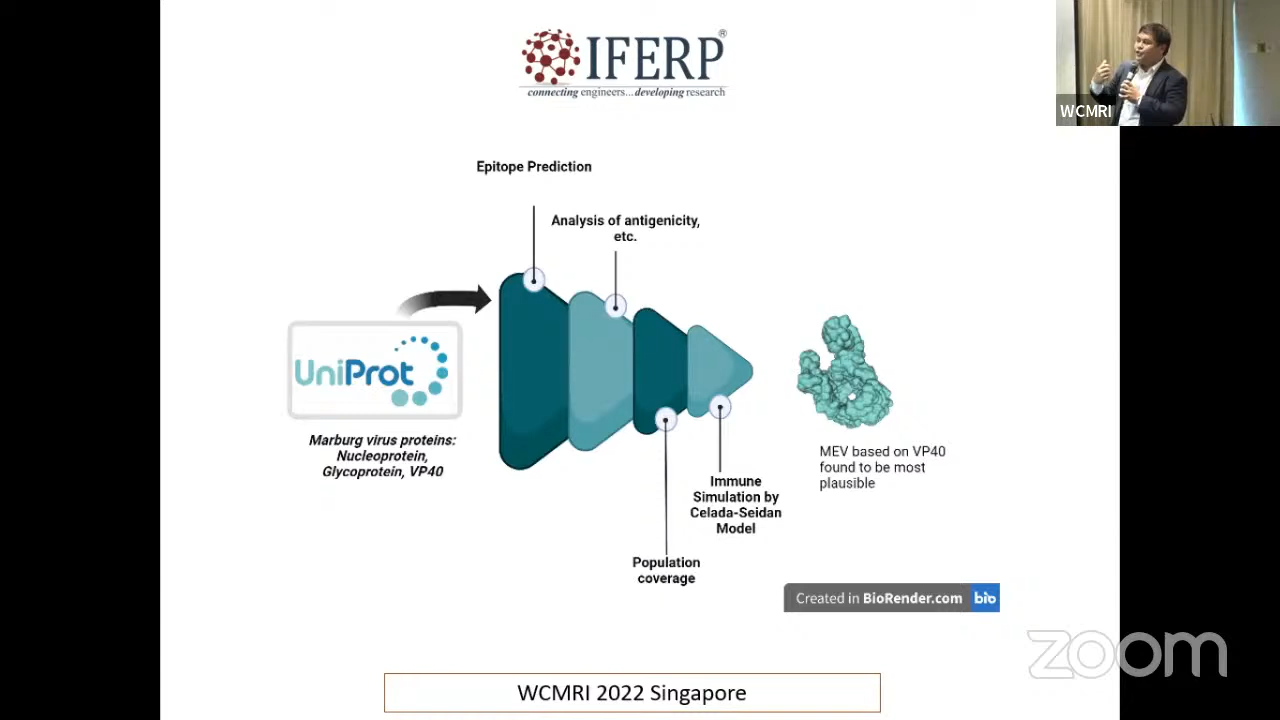 IFERP®
connecting engineers...developing research
WCMRI
Epitope Prediction
Analysis of antigenicity,
etc.
UniProt
Marburg virus proteins:
Nucleoprotein,
Glycoprotein, VP40
MEV based on VP40
found to be most
plausible
Immune
Simulation by
Celada-Seidan
Model
Population
coverage
Created in BioRender.com bio
zoom
WCMRI 2022 Singapore